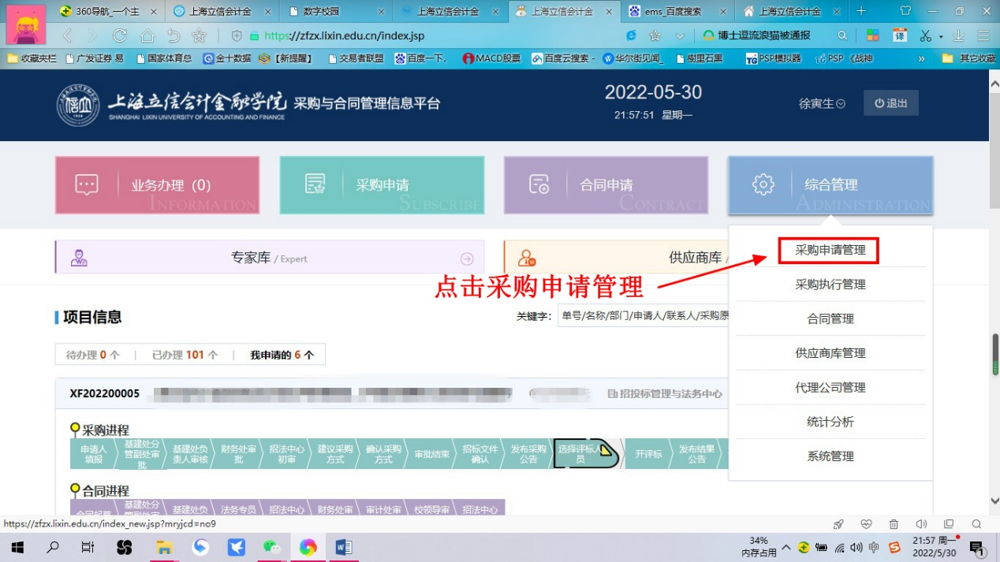 360导航_一个主
上海立信会计金
数字校园
上海立信会计金
上海立信会计金
ems_百度搜索
上海立信会计金
https://zfzx.lixin.edu.cn/index.jsp
博士逗流浪猫被通报
译
收藏夹栏
广发证券 易
国家体育总
金十数据
【新提醒】
交易者联盟
百度一下,
MACD股票
百度云搜索 -
华尔街见闻_
樹里石黑
PSP模拟器
PSP 《战神
»
其它收藏
上海立信会计金融学院
SHANGHAI LIXIN UNIVERSITY OF ACCOUNTING AND FINANCE
采购与合同管理信息平台
2022-05-30
21:57:51 星期一
徐寅生
退出
业务办理 (0)
INFORMATION
采购申请
SUBSCRIBE
合同申请
CONTRACT
综合管理
ADMINISTRATION
专家库 / Expert
供应商库 /
采购申请管理
采购执行管理
合同管理
供应商库管理
代理公司管理
统计分析
系统管理
点击采购申请管理
项目信息
关键字:
单号/名称/部门/申请人/联系人/采购原
待办理 0 个 | 已办理 101 个 | 我申请的 6 个
XF202200005
招投标管理与法务中心
采购进程
申请人填报
基建处分管副处审批
基建处负责人审核
财务处审批
招法中心初审
建议采购方式
确认采购方式
审批结束
招标文件确认
发布采购公告
选择评标人员
开评标
发布结果公告
合同进程
合同起草
基建处分管副处审
基建处负
法务专员
招法中心
财务处审
审计处审
校领导审
招法中心
https://zfzx.lixin.edu.cn/index_new.jsp?mryjcd=no9
34%
内存占用
中
21:57 周一
2022/5/30
1